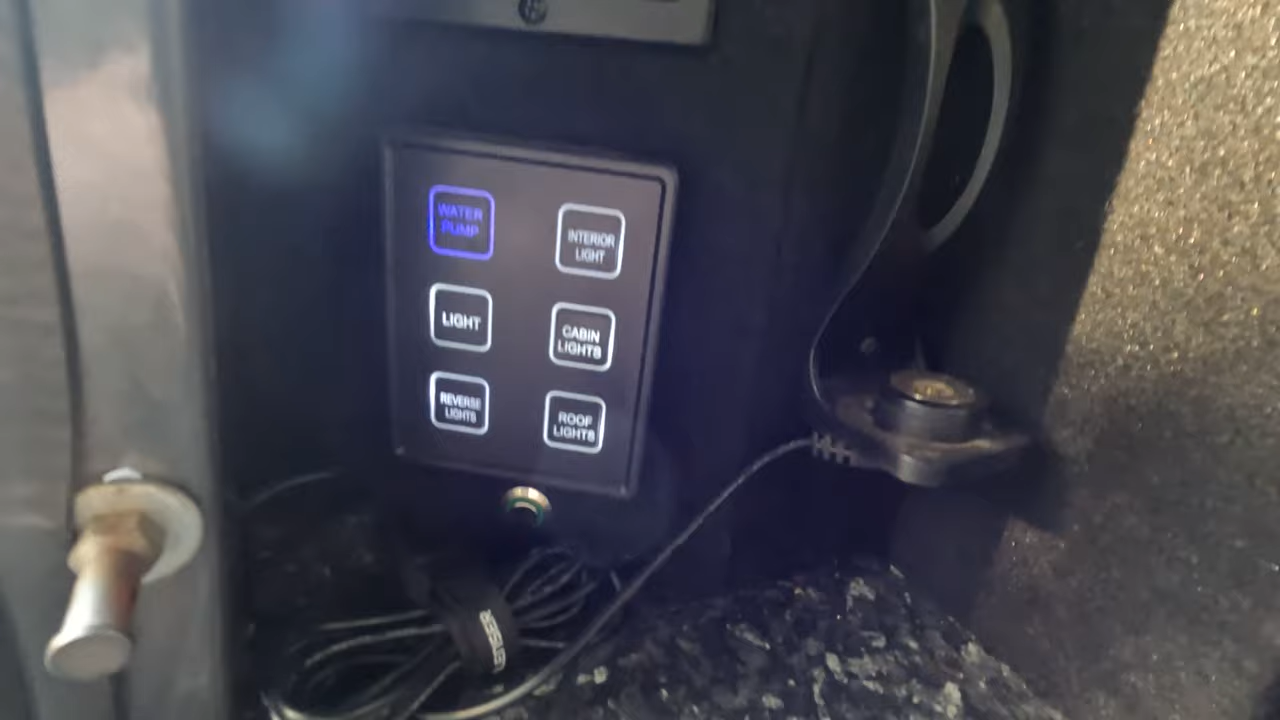 WATER
PUMP
INTERIOR
LIGHT
LIGHT
CABIN
LIGHTS
REVERSE
LIGHTS
ROOF
LIGHTS